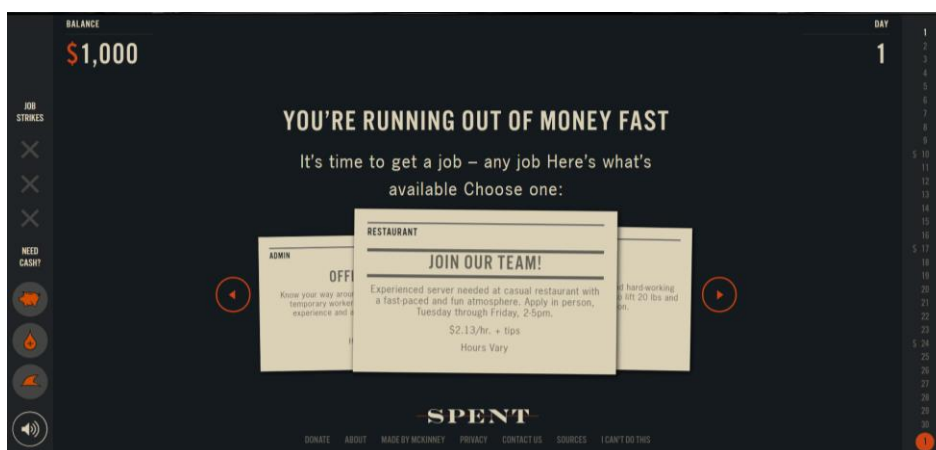 BALANCE
$1,000
DAY
1
JOB
STRIKES
NEED
CASH?
YOU'RE RUNNING OUT OF MONEY FAST
It's time to get a job – any job Here's what's
available Choose one:
ADMIN
OFFI
Know your way arou
temporary worker
experience and
RESTAURANT
JOIN OUR TEAM!
Experienced server needed at casual restaurant with
a fast-paced and fun atmosphere. Apply in person,
Tuesday through Friday, 2-5pm.
$2.13/hr. + tips
Hours Vary
hard-working
lift 20 lbs and
on.
SPENT
DONATE ABOUT MADE BY MCKINNEY PRIVACY CONTACT US SOURCES I CAN'T DO THIS
1
2
3
4
5
6
7
8
9
$ 10
11
12
13
14
15
16
$ 17
18
19
20
21
22
23
$ 24
25
26
27
28
29
30
1